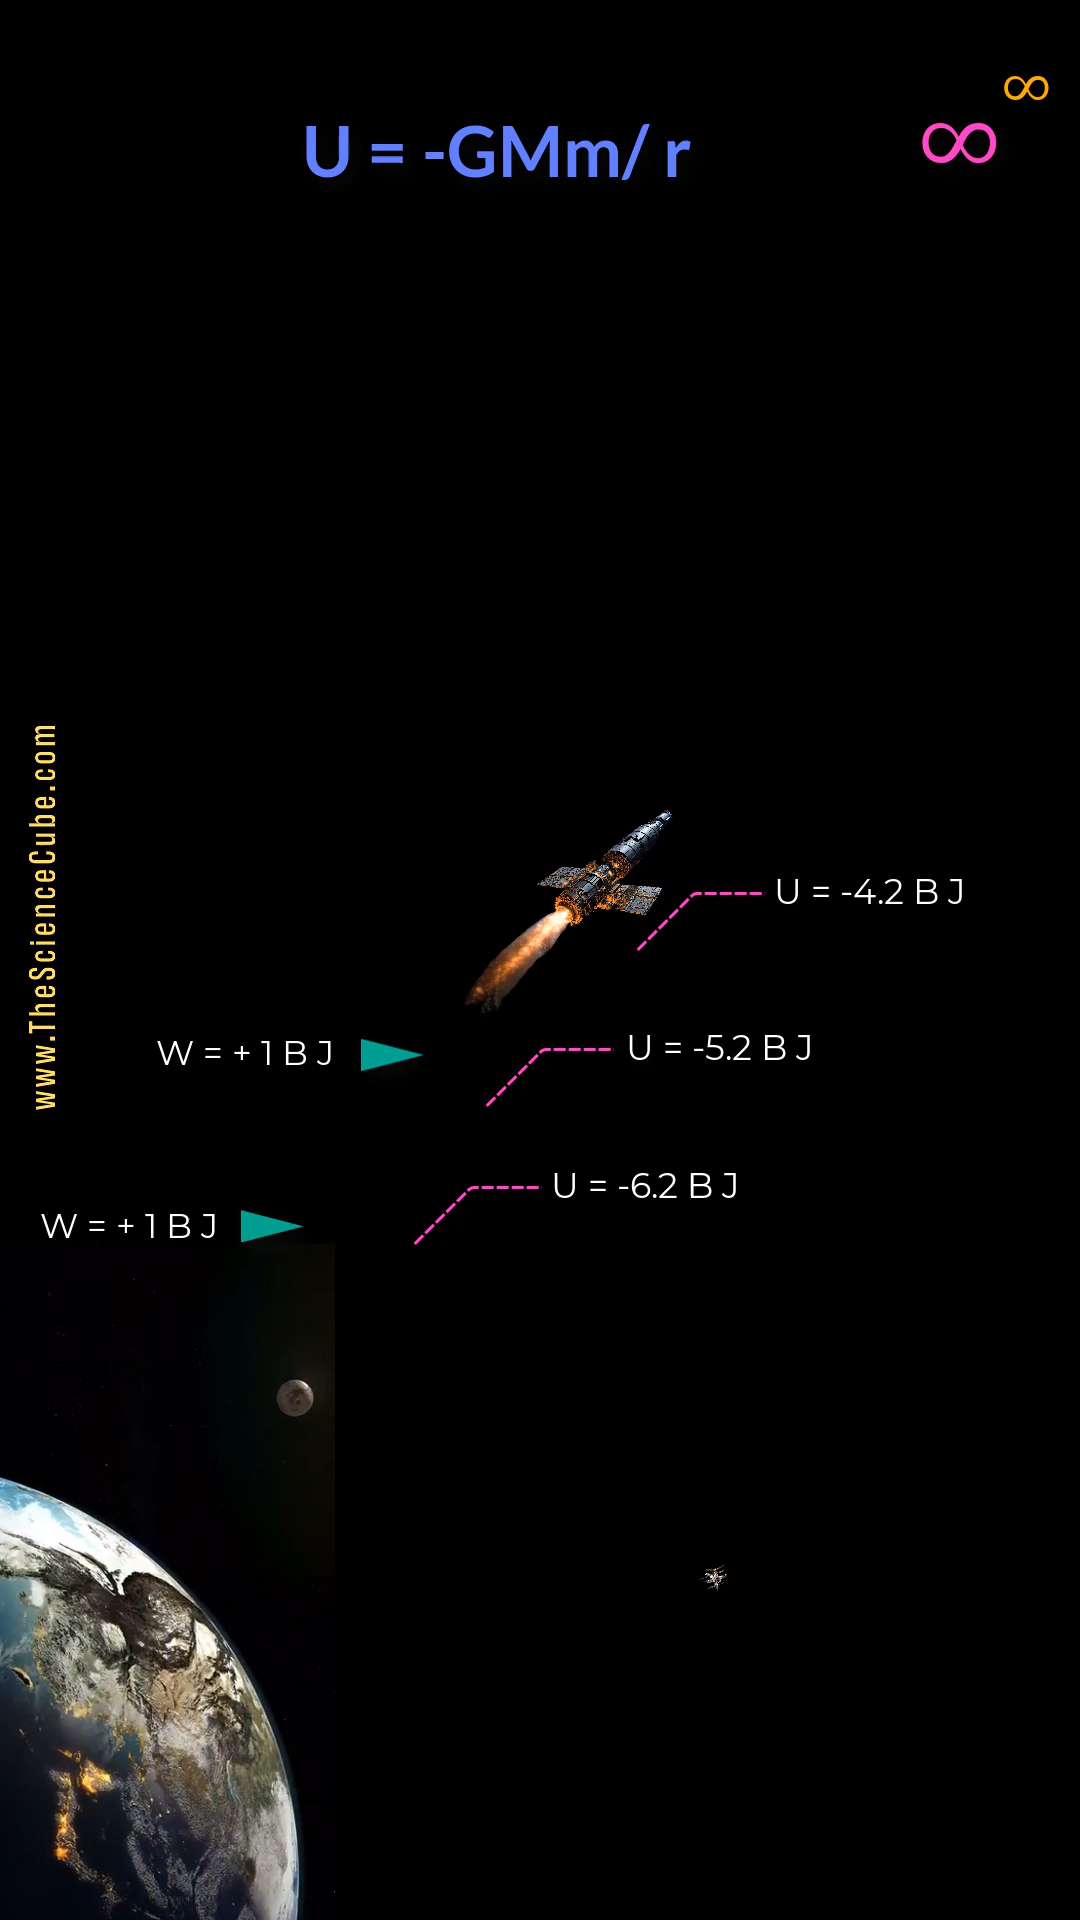 ∞
U = -GMm/ r
∞
U = -4.2 B J
www.TheScienceCube.com
W = + 1 B J
U = -5.2 B J
U = -6.2 B J
W = + 1 B J